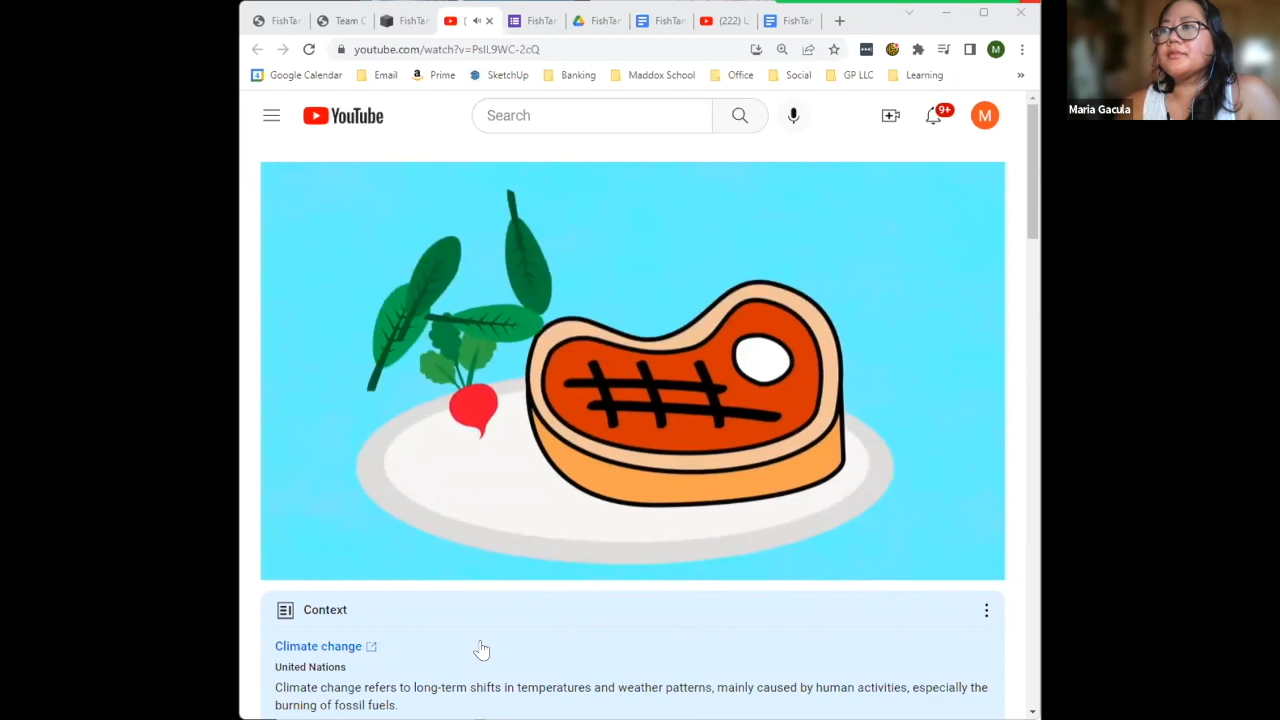 FishTar
Team C
FishTar
(
FishTar
FishTar
FishTar
(222) U
FishTar
youtube.com/watch?v=PslL9WC-2cQ
M
Google Calendar
Email
Prime
SketchUp
Banking
Maddox School
Office
Social
GP LLC
Learning
»
YouTube
Search
9+
M
Maria Gacula
Context
Climate change
United Nations
Climate change refers to long-term shifts in temperatures and weather patterns, mainly caused by human activities, especially the
burning of fossil fuels.